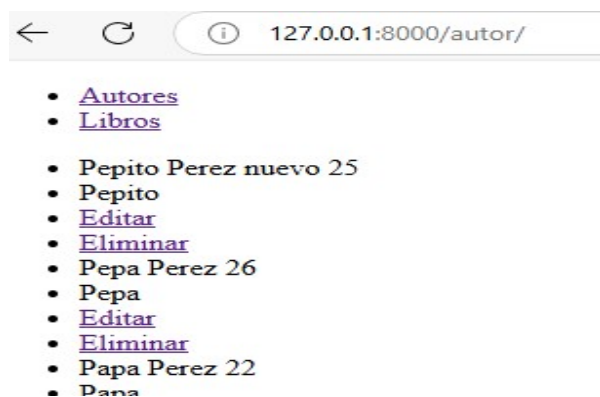 127.0.0.1:8000/autor/
Autores
Libros
Pepito Perez nuevo 25
Pepito
Editar
Eliminar
Pepa Perez 26
Pepa
Editar
Eliminar
Papa Perez 22
Papa